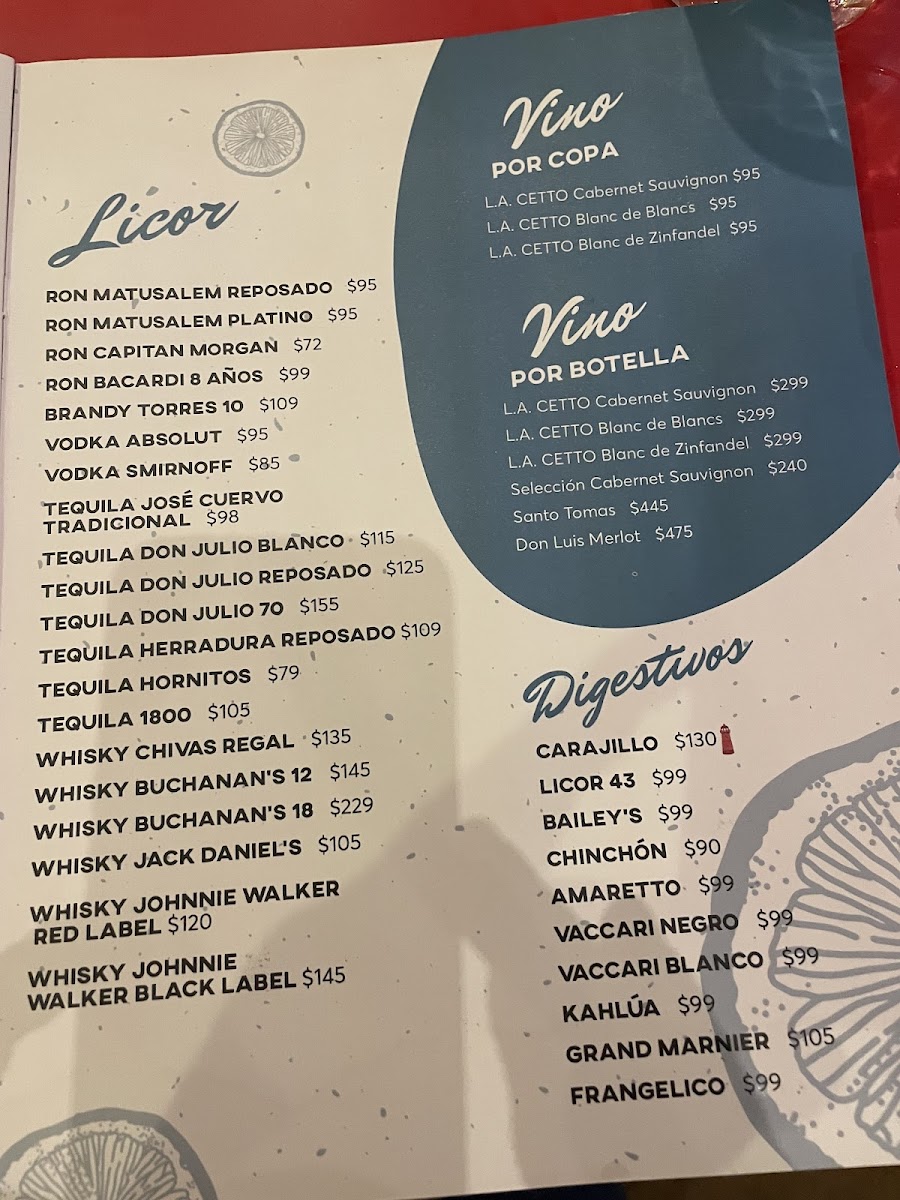 Licor
RON MATUSALEM REPOSADO $95
RON MATUSALEM PLATINO $95
RON CAPITAN MORGAN $72
RON BACARDI 8 AÑOS $99
BRANDY TORRES 10 $109
VODKA ABSOLUT $95
VODKA SMIRNOFF $85
TEQUILA JOSÉ CUERVO
TRADICIONAL $98
TEQUILA DON JULIO BLANCO $115
TEQUILA DON JULIO REPOSADO $125
TEQUILA DON JULIO 70 $155
TEQUILA HERRADURA REPOSADO $109
TEQUILA HORNITOS $79
TEQUILA 1800 $105
WHISKY CHIVAS REGAL $135
WHISKY BUCHANAN'S 12 $145
WHISKY BUCHANAN'S 18 $229
WHISKY JACK DANIEL'S $105
WHISKY JOHNNIE WALKER
RED LABEL $120
WHISKY JOHNNIE
WALKER BLACK LABEL $145
Vino
POR COPA
L.A. CETTO Cabernet Sauvignon $95
L.A. CETTO Blanc de Blancs $95
L.A. CETTO Blanc de Zinfandel $95
Vino
POR BOTELLA
L.A. CETTO Cabernet Sauvignon $299
L.A. CETTO Blanc de Blancs $299
L.A. CETTO Blanc de Zinfandel $299
Selección Cabernet Sauvignon $240
Santo Tomas $445
Don Luis Merlot $475
Digestivos
CARAJILLO $130
LICOR 43 $99
BAILEY'S $99
CHINCHÓN $90
AMARETTO $99
VACCARI NEGRO $99
VACCARI BLANCO $99
KAHLÚA $99
GRAND MARNIER $105
FRANGELICO $99